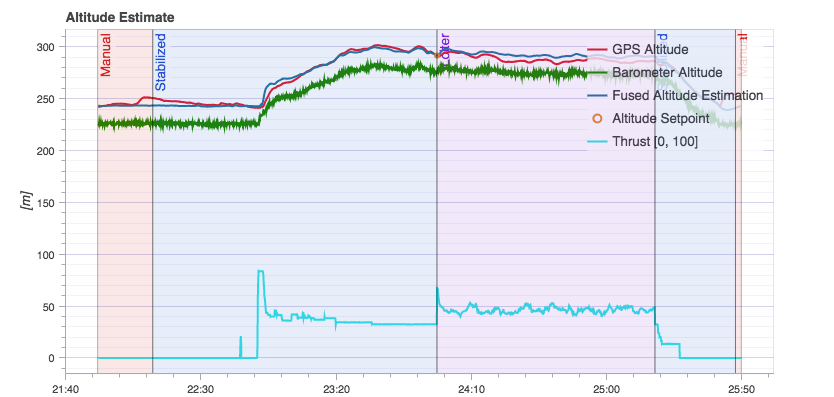 Altitude Estimate
Manual
Stabilized
GPS Altitude
Barometer Altitude
Fused Altitude Estimation
Altitude Setpoint
Thrust [0, 100]
Manual
300
250
200
150
100
50
0
[m]
21:40
22:30
23:20
24:10
25:00
25:50